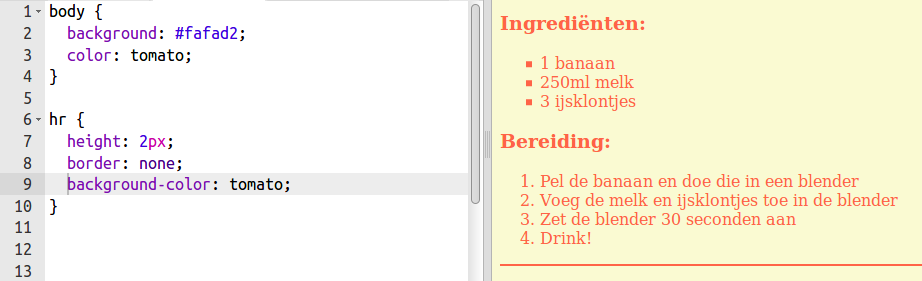 1 body {
2 background: #fafad2;
3 color: tomato;
4 }
5
6 hr {
7 height: 2px;
8 border: none;
9 background-color: tomato;
10 }
11
12
13
Ingrediënten:
1 banaan
250ml melk
3 ijsklontjes
Bereiding:
1. Pel de banaan en doe die in een blender
2. Voeg de melk en ijsklontjes toe in de blender
3. Zet de blender 30 seconden aan
4. Drink!